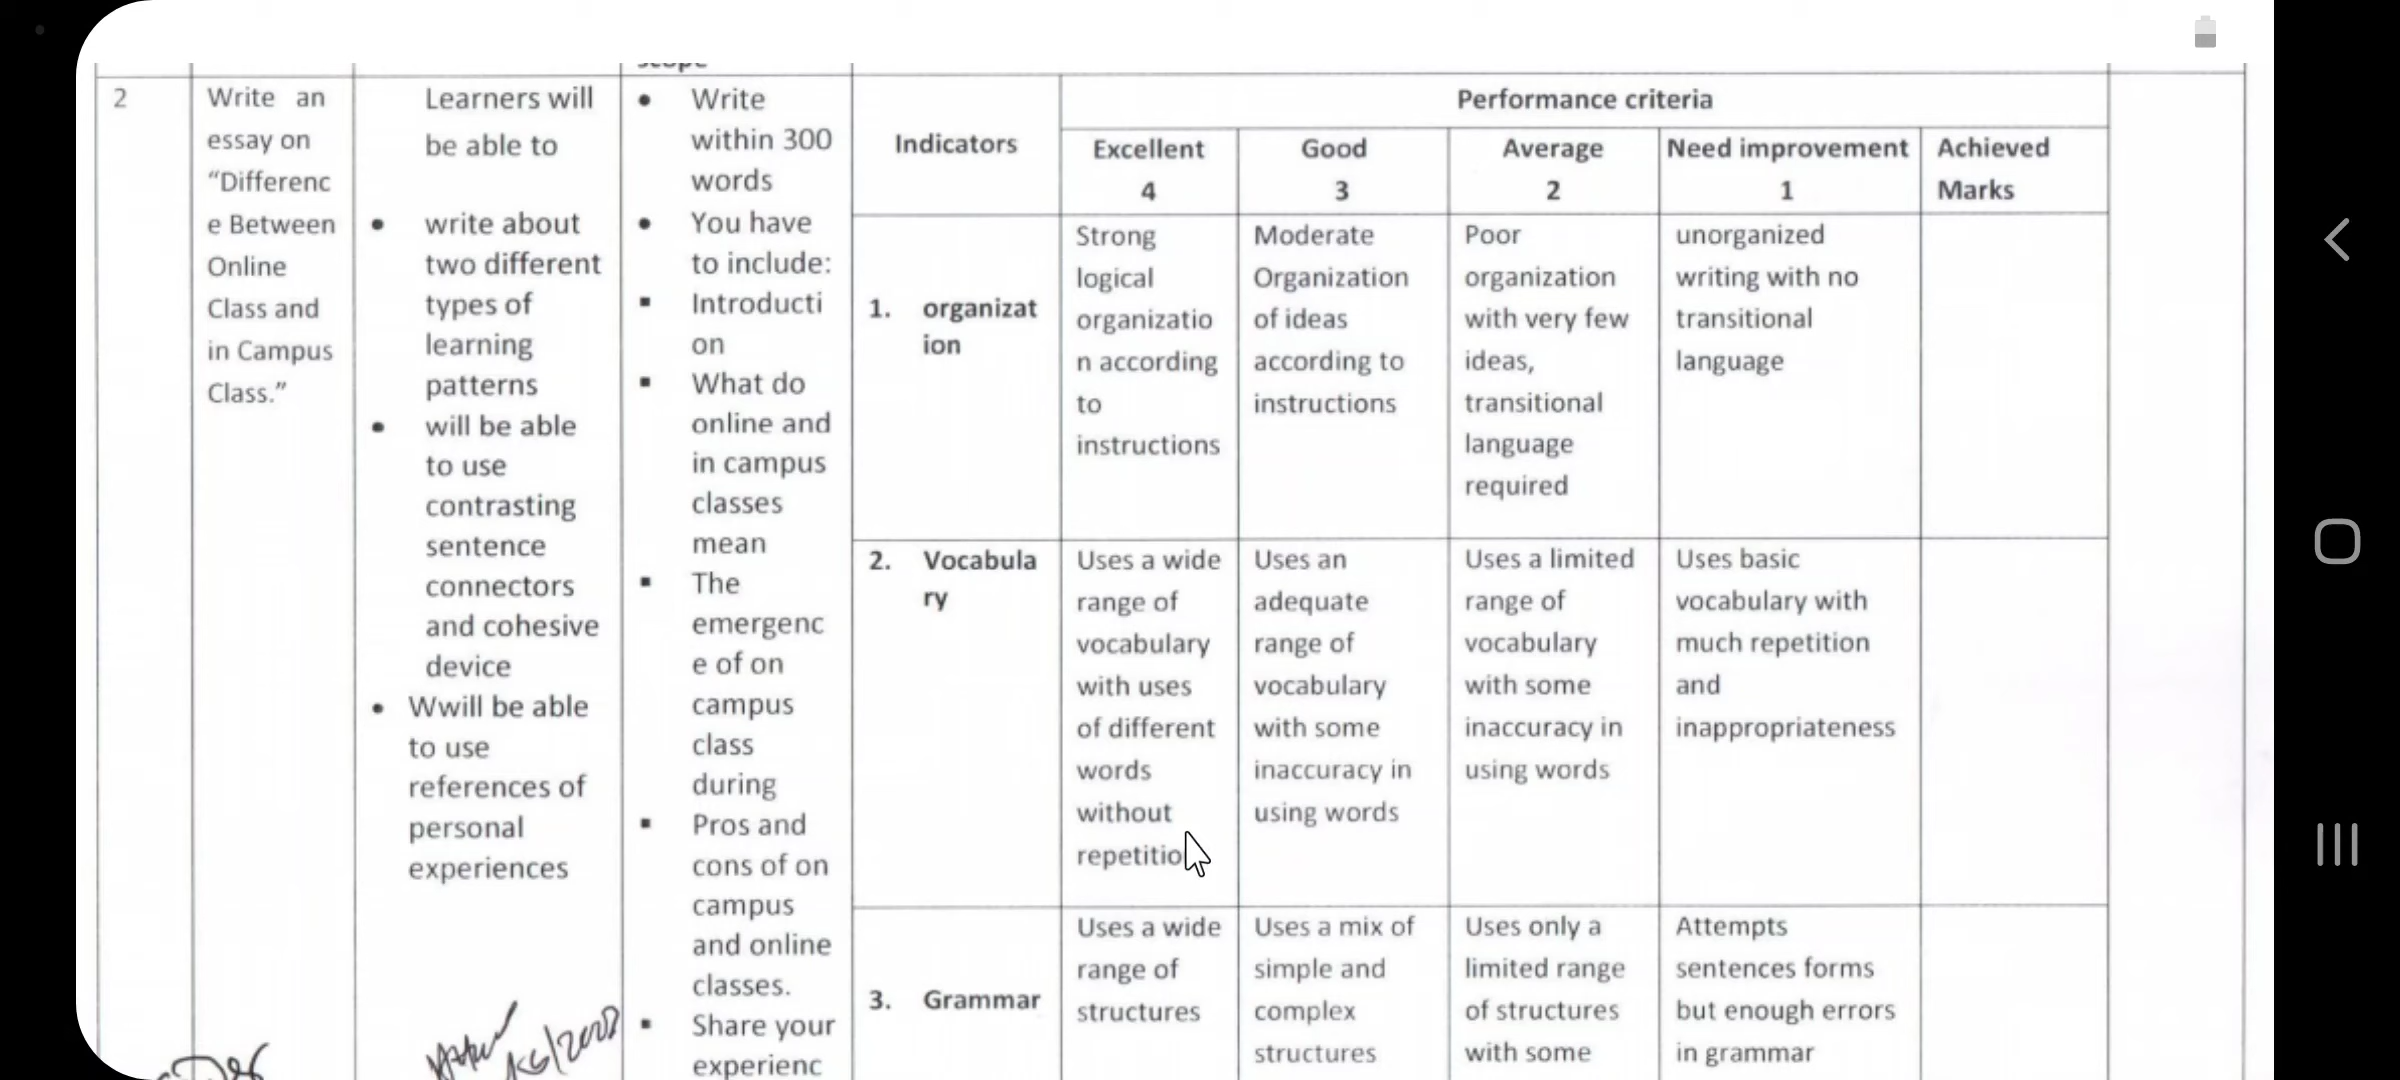 scope
2
Write an
essay on
“Differenc
e Between
Online
Class and
in Campus
Class.”
Learners will
be able to
• write about
two different
types of
learning
patterns
• will be able
to use
contrasting
sentence
connectors
and cohesive
device
• Wwill be able
to use
references of
personal
experiences
• Write
within 300
words
• You have
to include:
▪ Introducti
on
▪ What do
online and
in campus
classes
mean
▪ The
emergenc
e of on
campus
class
during
▪ Pros and
cons of on
campus
and online
classes.
▪ Share your
experienc
Indicators
Performance criteria
Excellent
4
Good
3
Average
2
Need improvement
1
Achieved
Marks
1. organizat
ion
Strong
logical
organizatio
n according
to
instructions
Moderate
Organization
of ideas
according to
instructions
Poor
organization
with very few
ideas,
transitional
language
required
unorganized
writing with no
transitional
language
2. Vocabula
ry
Uses a wide
range of
vocabulary
with uses
of different
words
without
repetitio
Uses an
adequate
range of
vocabulary
with some
inaccuracy in
using words
Uses a limited
range of
vocabulary
with some
inaccuracy in
using words
Uses basic
vocabulary with
much repetition
and
inappropriateness
3. Grammar
Uses a wide
range of
structures
Uses a mix of
simple and
complex
structures
Uses only a
limited range
of structures
with some
Attempts
sentences forms
but enough errors
in grammar